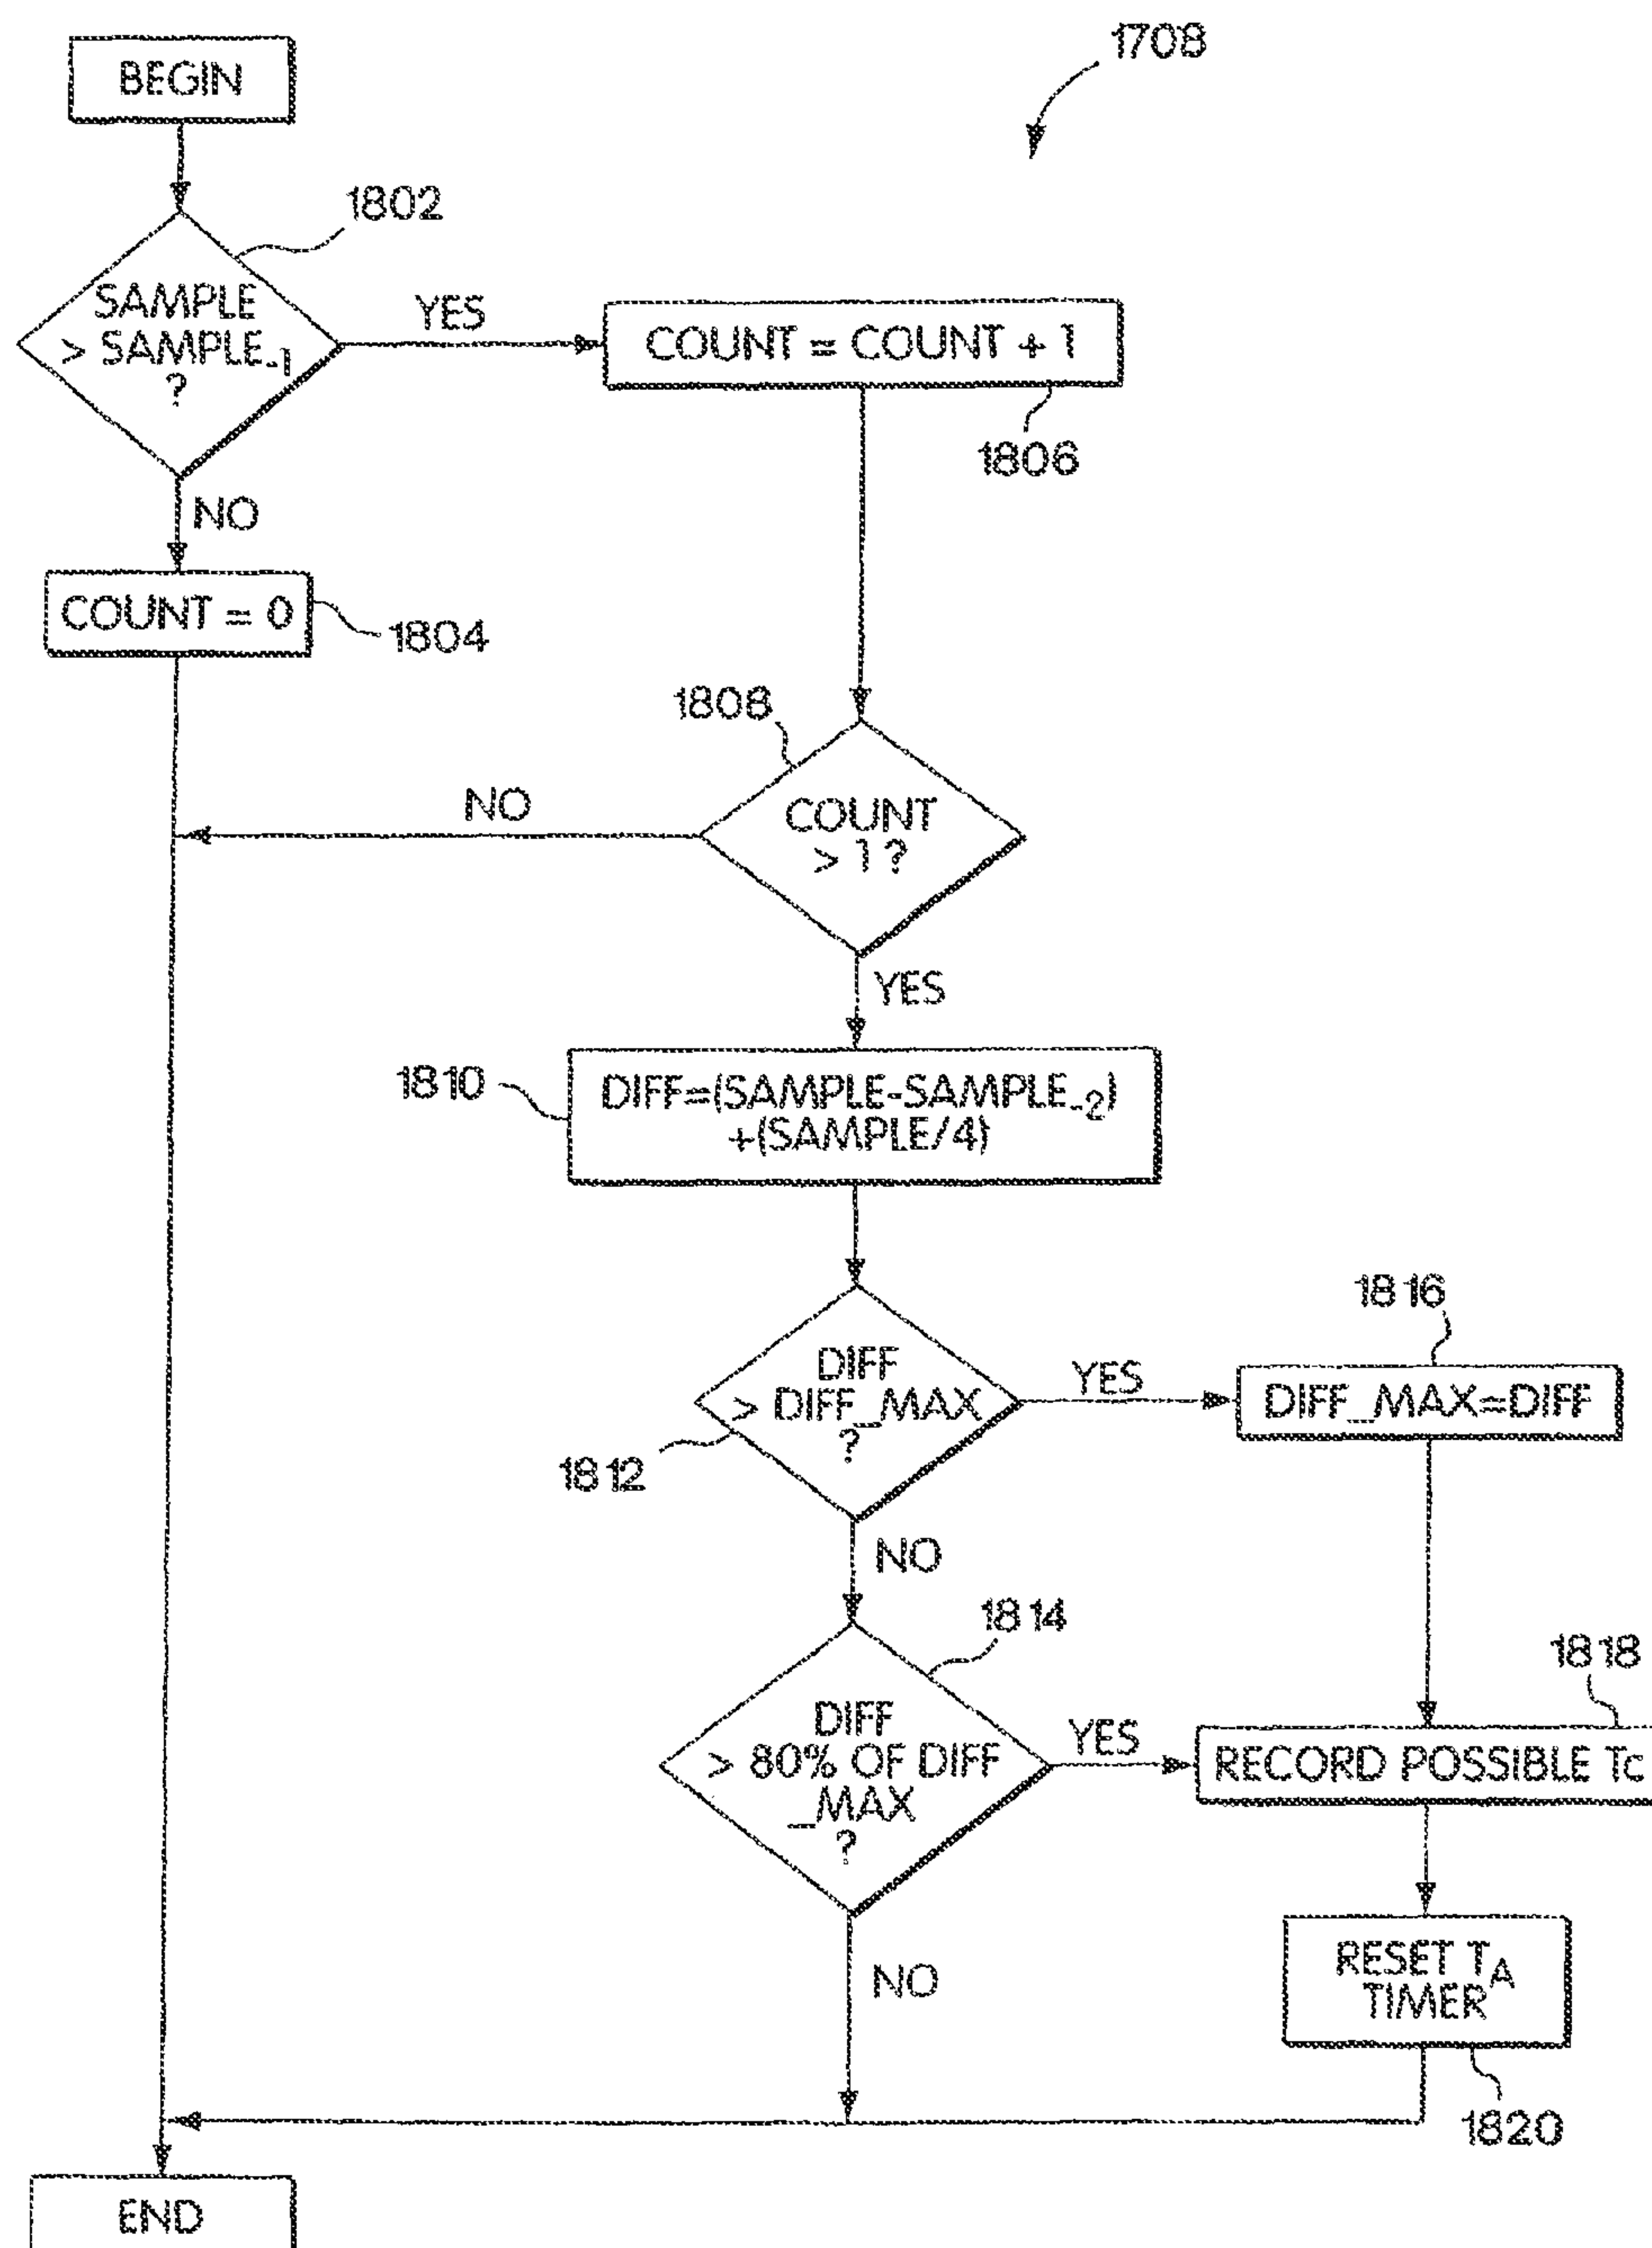 1708
BEGIN
1802
SAMPLE
> SAMPLE-1
?
YES
COUNT = COUNT + 1
1806
NO
COUNT = 0
1804
1808
COUNT
> 1 ?
NO
YES
1810
DIFF=(SAMPLE-SAMPLE-2)
+(SAMPLE/4)
DIFF
> DIFF_MAX
?
1812
YES
1816
DIFF_MAX=DIFF
NO
1814
DIFF
> 80% OF DIFF
_MAX
?
YES
1818
RECORD POSSIBLE Tc
NO
RESET TA
TIMER
1820
END